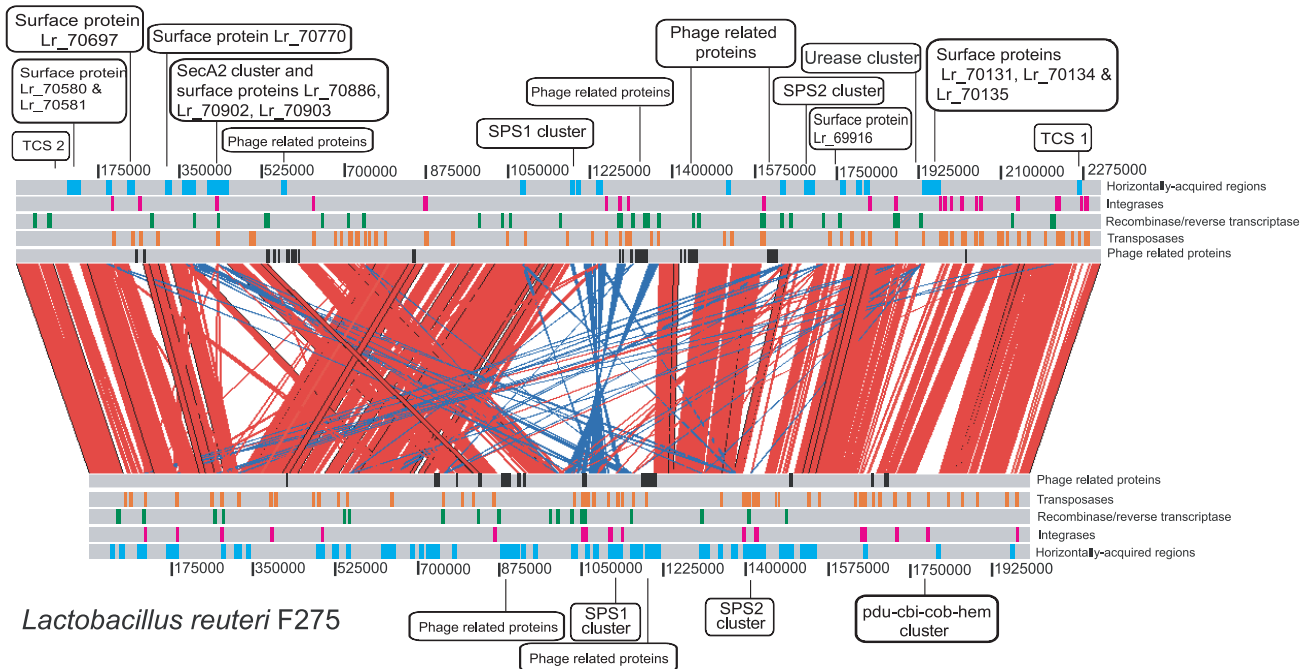 Surface protein
Lr_70697
Surface protein Lr_70770
Phage related
proteins
Urease cluster
Surface proteins
Lr_70131, Lr_70134 &
Lr_70135
Surface protein
Lr_70580 &
Lr_70581
SecA2 cluster and
surface proteins Lr_70886,
Lr_70902, Lr_70903
Phage related proteins
SPS2 cluster
SPS1 cluster
Surface protein
Lr_69916
TCS 2
Phage related proteins
TCS 1
175000
350000
525000
700000
875000
1050000
1225000
1400000
1575000
1750000
1925000
2100000
2275000
Horizontally-acquired regions
Integrases
Recombinase/reverse transcriptase
Transposases
Phage related proteins
Phage related proteins
Transposases
Recombinase/reverse transcriptase
Integrases
Horizontally-acquired regions
175000
350000
525000
700000
875000
1050000
1225000
1400000
1575000
1750000
1925000
Lactobacillus reuteri F275
Phage related proteins
SPS1
cluster
Phage related proteins
SPS2
cluster
pdu-cbi-cob-hem
cluster